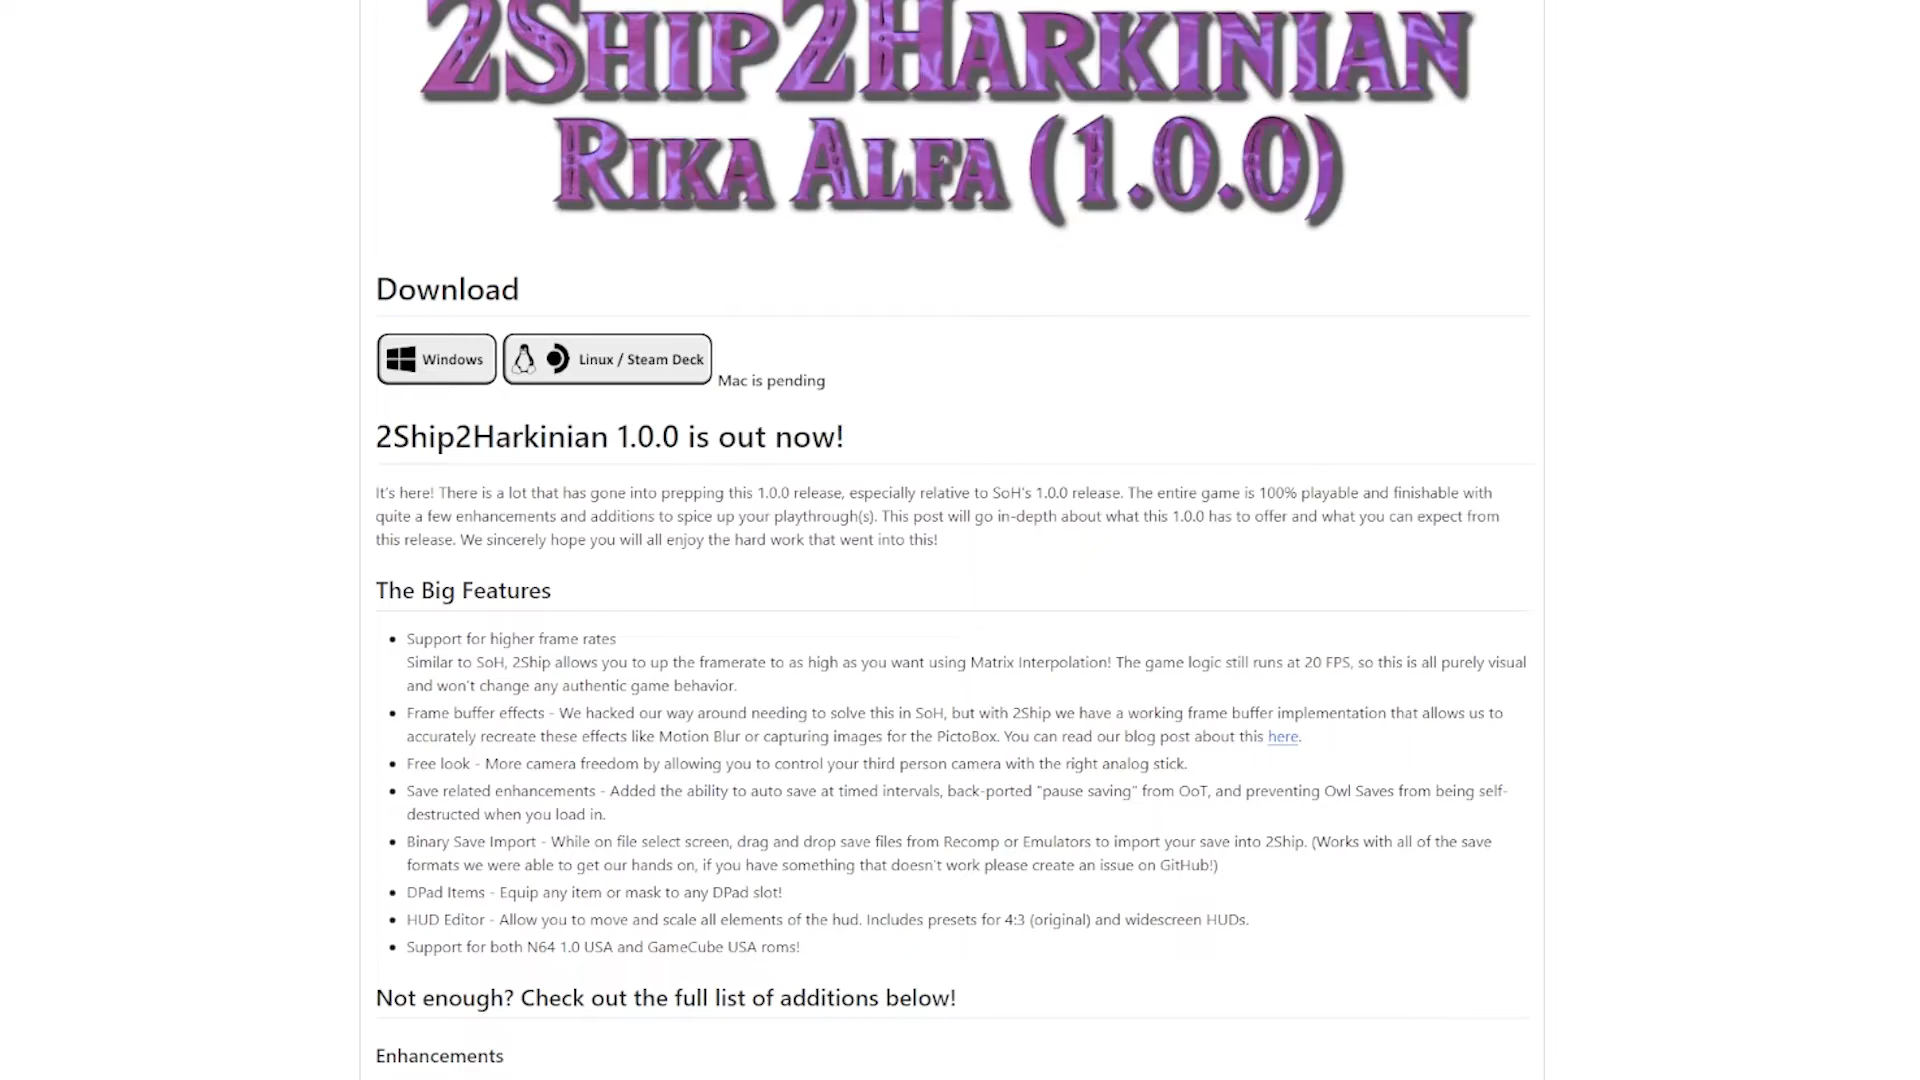 2Ship2Harkinian
Rika Alfa (1.0.0)
Download
Windows
Linux / Steam Deck
Mac is pending
2Ship2Harkinian 1.0.0 is out now!
It's here! There is a lot that has gone into prepping this 1.0.0 release, especially relative to SoH's 1.0.0 release. The entire game is 100% playable and finishable with
quite a few enhancements and additions to spice up your playthrough(s). This post will go in-depth about what this 1.0.0 has to offer and what you can expect from
this release. We sincerely hope you will all enjoy the hard work that went into this!
The Big Features
• Support for higher frame rates
Similar to SoH, 2Ship allows you to up the framerate to as high as you want using Matrix Interpolation! The game logic still runs at 20 FPS, so this is all purely visual
and won't change any authentic game behavior.
• Frame buffer effects - We hacked our way around needing to solve this in SoH, but with 2Ship we have a working frame buffer implementation that allows us to
accurately recreate these effects like Motion Blur or capturing images for the PictoBox. You can read our blog post about this here.
• Free look - More camera freedom by allowing you to control your third person camera with the right analog stick.
• Save related enhancements - Added the ability to auto save at timed intervals, back-ported "pause saving" from OoT, and preventing Owl Saves from being self-
destructed when you load in.
• Binary Save Import - While on file select screen, drag and drop save files from Recomp or Emulators to import your save into 2Ship. (Works with all of the save
formats we were able to get our hands on, if you have something that doesn't work please create an issue on GitHub!)
• DPad Items - Equip any item or mask to any DPad slot!
• HUD Editor - Allow you to move and scale all elements of the hud. Includes presets for 4:3 (original) and widescreen HUDs.
• Support for both N64 1.0 USA and GameCube USA roms!
Not enough? Check out the full list of additions below!
Enhancements